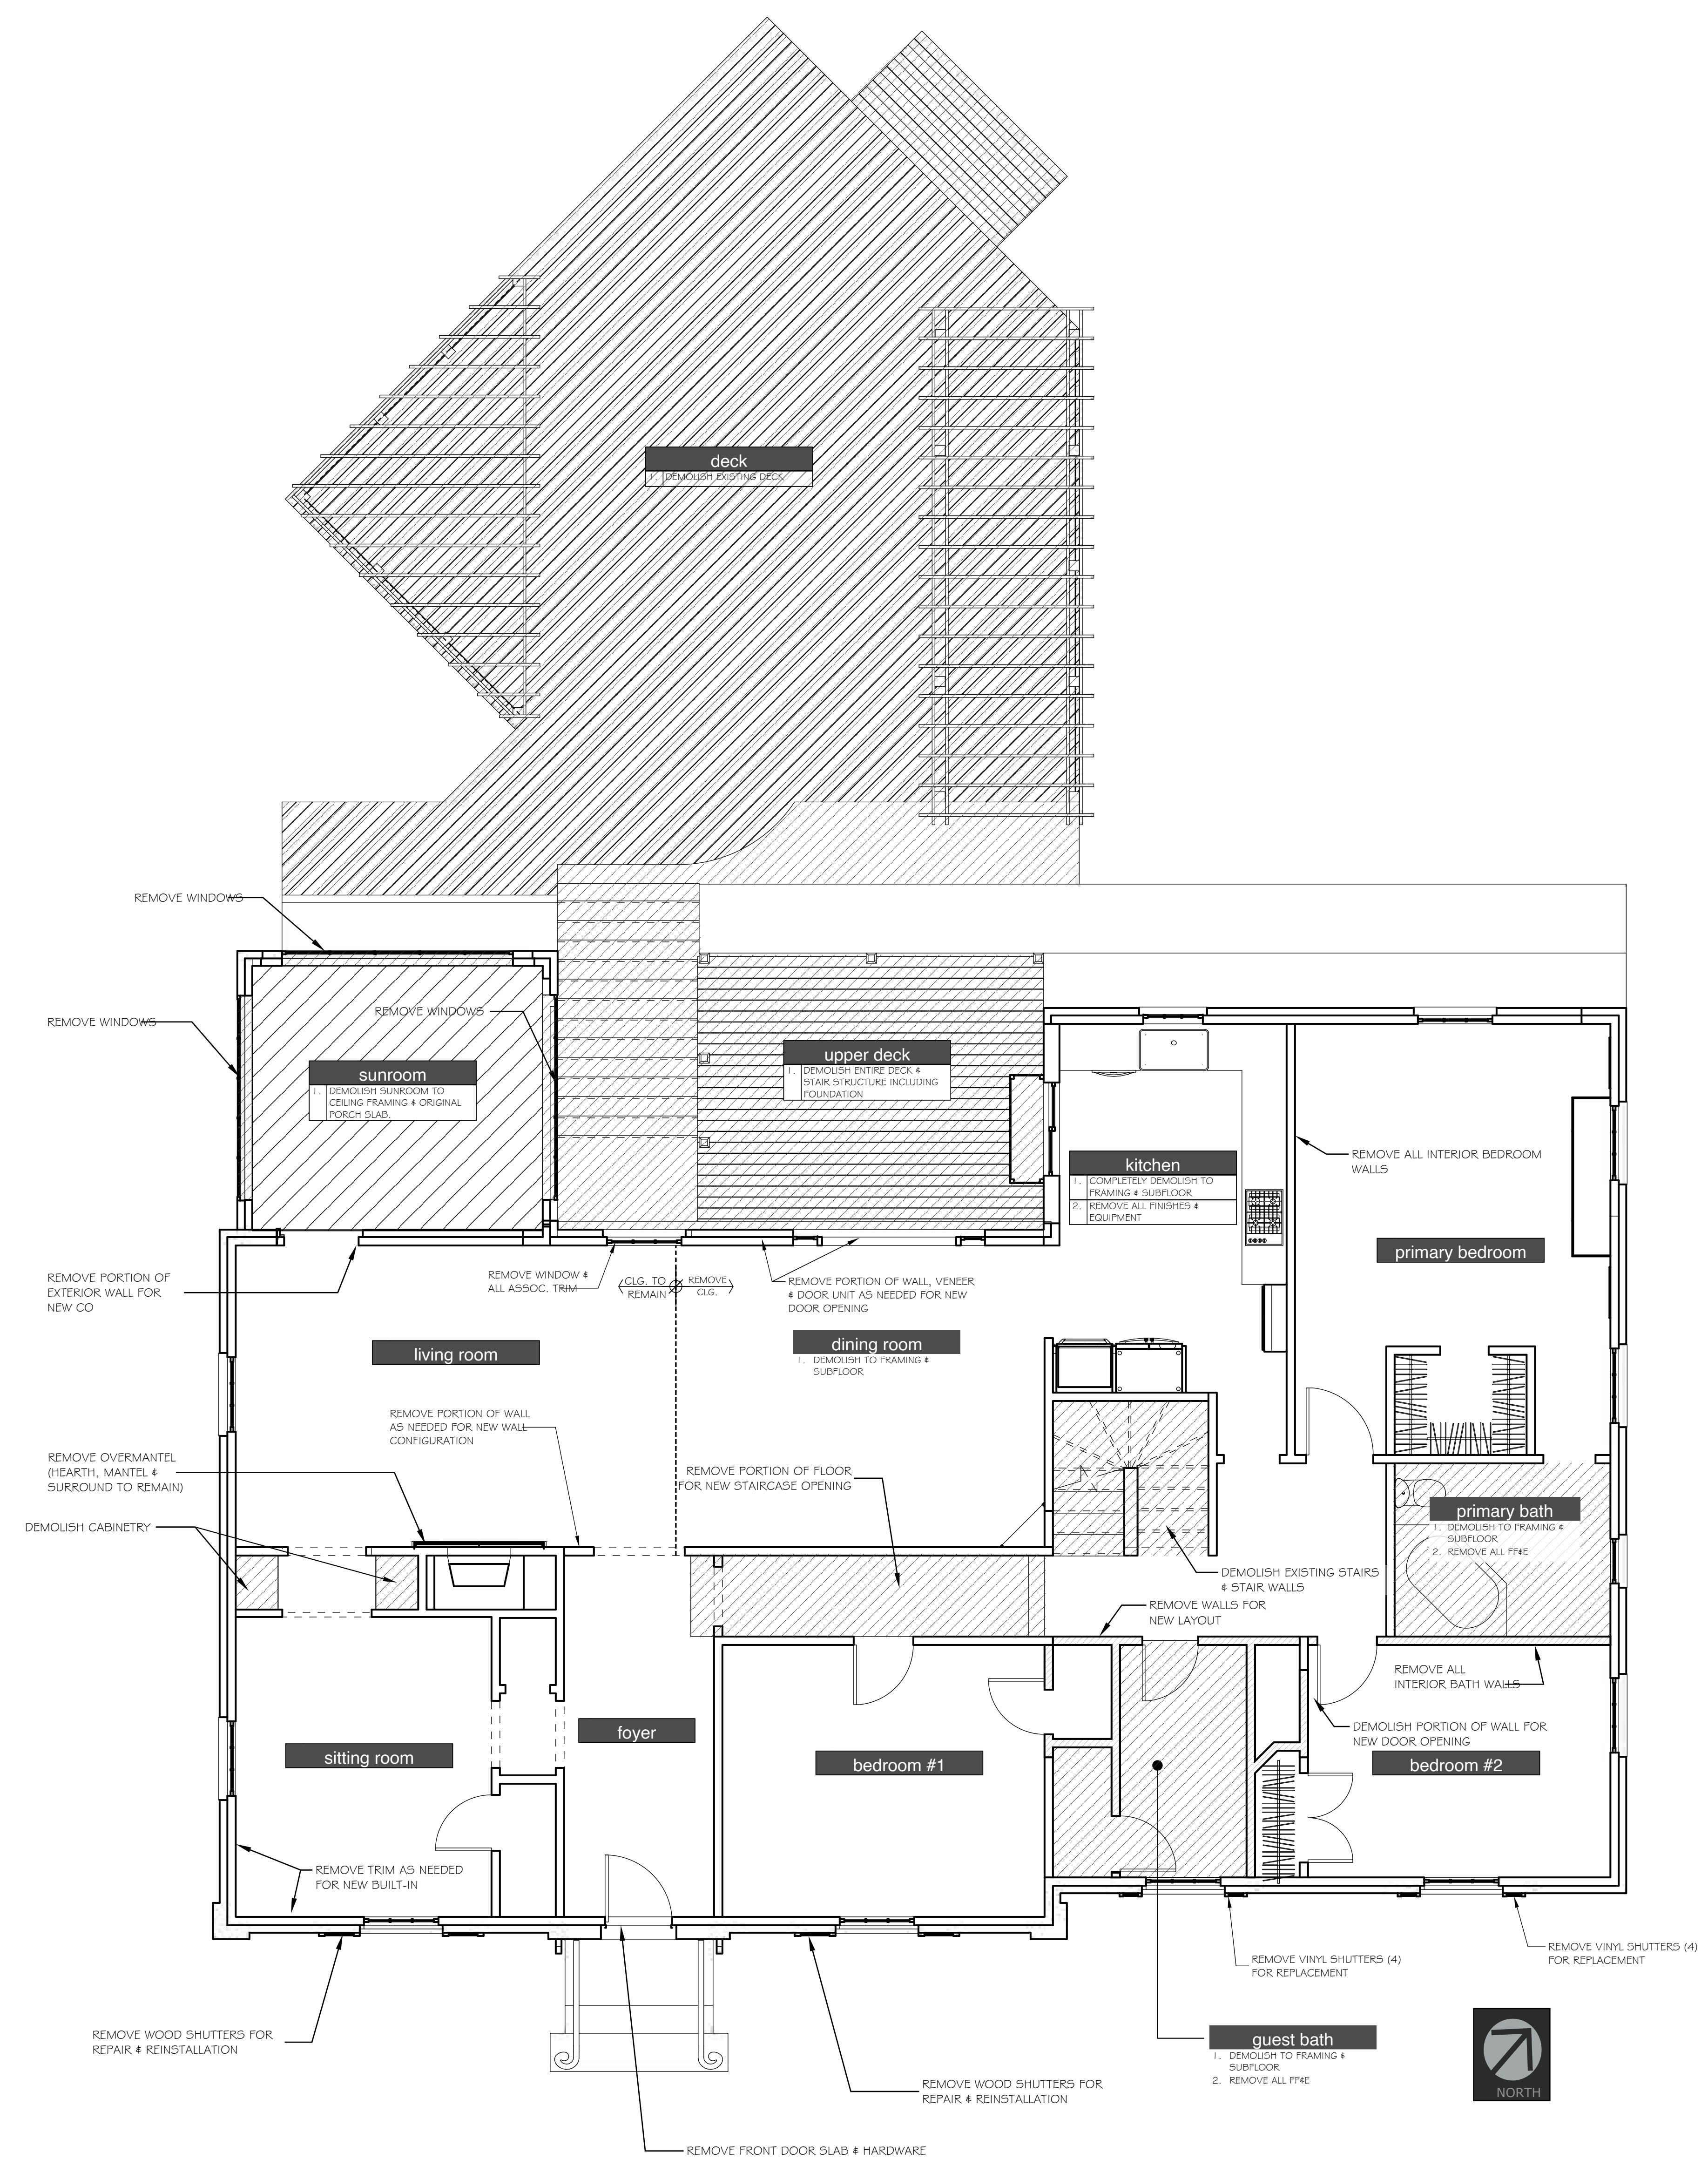 deck
1. DEMOLISH EXISTING DECK
REMOVE WINDOWS
REMOVE WINDOWS
REMOVE WINDOWS
sunroom
1. DEMOLISH SUNROOM TO
CEILING FRAMING & ORIGINAL
PORCH SLAB.
upper deck
1. DEMOLISH ENTIRE DECK &
STAIR STRUCTURE INCLUDING
FOUNDATION
kitchen
1. COMPLETELY DEMOLISH TO
FRAMING & SUBFLOOR
2. REMOVE ALL FINISHES &
EQUIPMENT
REMOVE ALL INTERIOR BEDROOM
WALLS
primary bedroom
REMOVE PORTION OF
EXTERIOR WALL FOR
NEW CO
REMOVE WINDOW &
ALL ASSOC. TRIM
CLG. TO
REMAIN
REMOVE
CLG.
REMOVE PORTION OF WALL, VENEER
& DOOR UNIT AS NEEDED FOR NEW
DOOR OPENING
living room
dining room
1. DEMOLISH TO FRAMING &
SUBFLOOR
REMOVE PORTION OF WALL
AS NEEDED FOR NEW WALL
CONFIGURATION
REMOVE OVERMANTEL
(HEARTH, MANTEL &
SURROUND TO REMAIN)
REMOVE PORTION OF FLOOR
FOR NEW STAIRCASE OPENING
DEMOLISH CABINETRY
primary bath
1. DEMOLISH TO FRAMING &
SUBFLOOR
2. REMOVE ALL FF&E
DEMOLISH EXISTING STAIRS
& STAIR WALLS
REMOVE WALLS FOR
NEW LAYOUT
REMOVE ALL
INTERIOR BATH WALLS
DEMOLISH PORTION OF WALL FOR
NEW DOOR OPENING
foyer
sitting room
bedroom #1
bedroom #2
REMOVE TRIM AS NEEDED
FOR NEW BUILT-IN
REMOVE VINYL SHUTTERS (4)
FOR REPLACEMENT
REMOVE VINYL SHUTTERS (4)
FOR REPLACEMENT
REMOVE WOOD SHUTTERS FOR
REPAIR & REINSTALLATION
guest bath
1. DEMOLISH TO FRAMING &
SUBFLOOR
2. REMOVE ALL FF&E
REMOVE WOOD SHUTTERS FOR
REPAIR & REINSTALLATION
NORTH
REMOVE FRONT DOOR SLAB & HARDWARE